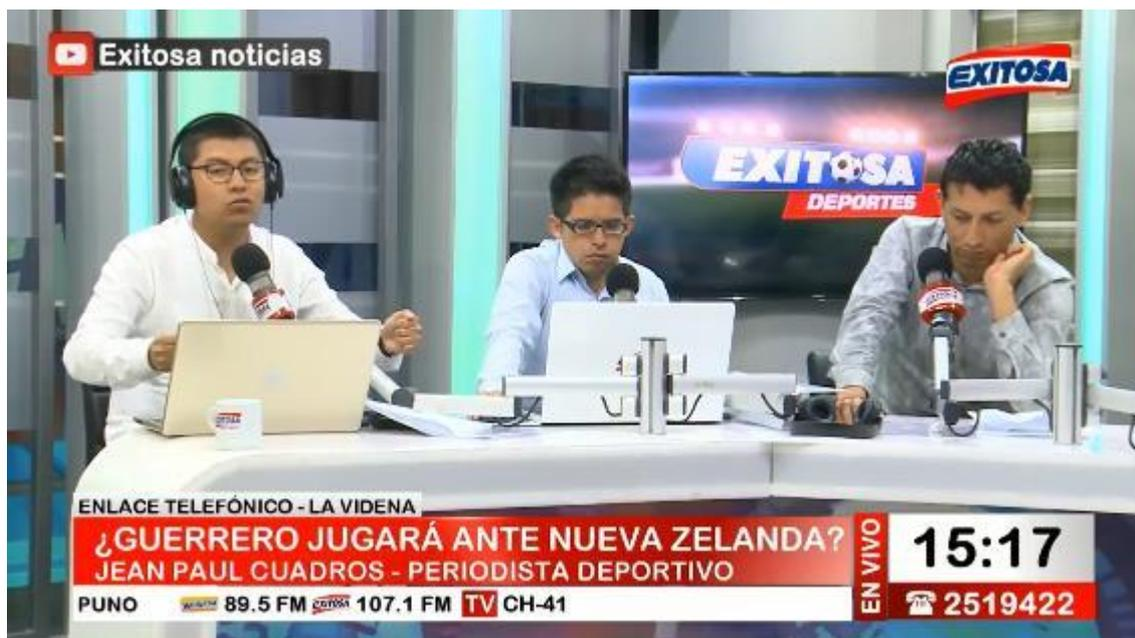 Exitosa noticias
EXITOSA
EXITOSA
DEPORTES
ENLACE TELEFÓNICO - LA VIDENA
¿GUERRERO JUGARÁ ANTE NUEVA ZELANDA?
JEAN PAUL CUADROS - PERIODISTA DEPORTIVO
EN VIVO
15:17
PUNO 89.5 FM EXITOSA 107.1 FM TV CH-41
2519422